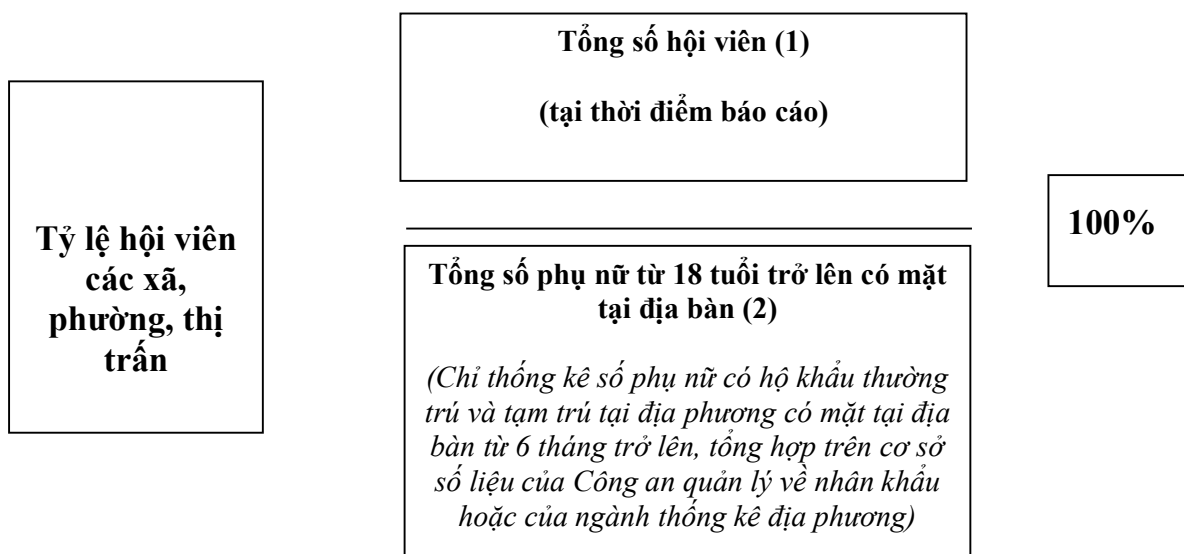 Tỷ lệ hội viên
các xã,
phường, thị
trấn
Tổng số hội viên (1)
(tại thời điểm báo cáo)
Tổng số phụ nữ từ 18 tuổi trở lên có mặt
tại địa bàn (2)
(Chỉ thống kê số phụ nữ có hộ khẩu thường
trú và tạm trú tại địa phương có mặt tại địa
bàn từ 6 tháng trở lên, tổng hợp trên cơ sở
số liệu của Công an quản lý về nhân khẩu
hoặc của ngành thống kê địa phương)
100%